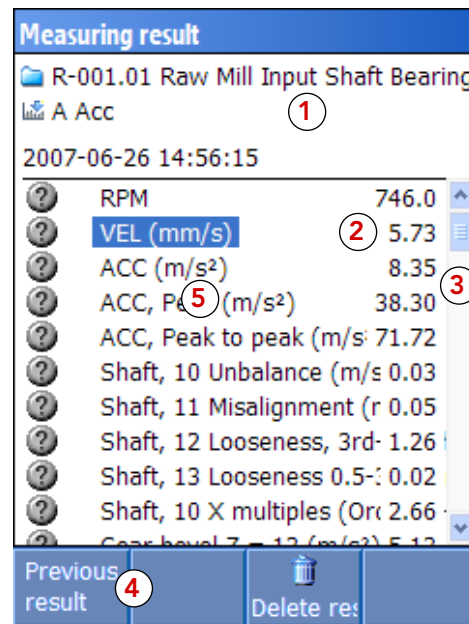 Measuring result
R-001.01 Raw Mill Input Shaft Bearing
A Acc
1
2007-06-26 14:56:15
RPM 746.0
VEL (mm/s) 2 5.73
ACC (m/s²) 8.35
3
ACC, Pe 5 (m/s²) 38.30
ACC, Peak to peak (m/s 71.72
Shaft, 10 Unbalance (m/s 0.03
Shaft, 11 Misalignment ( 0.05
Shaft, 12 Looseness, 3rd- 1.26
Shaft, 13 Looseness 0.5- 0.02
Shaft, 10 X multiples (Or 2.66
Previous result
4
Delete res